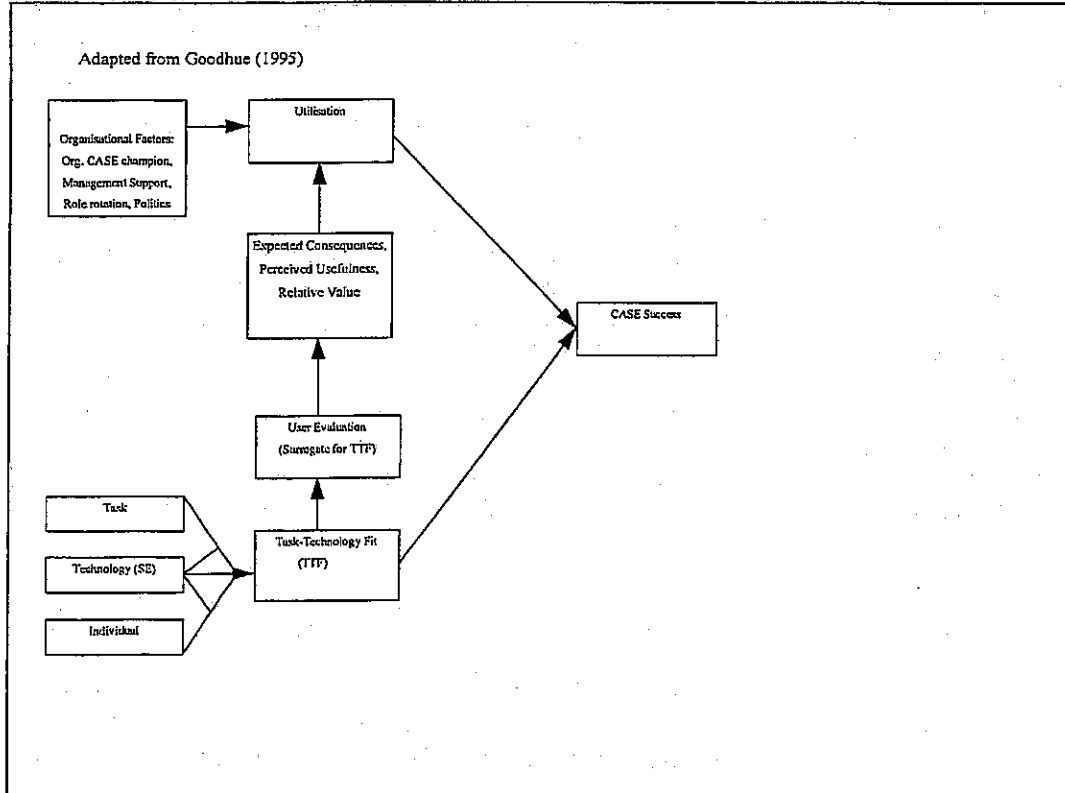 Adapted from Goodhue (1995)
Utilisation
Organisational Factors:
Org. CASE champion,
Management Support,
Role rotation, Politics
Expected Consequences,
Perceived Usefulness,
Relative Value
CASE Success
User Evaluation
(Surrogate for TTF)
Task
Task-Technology Fit
(TTF)
Technology (SE)
Individual